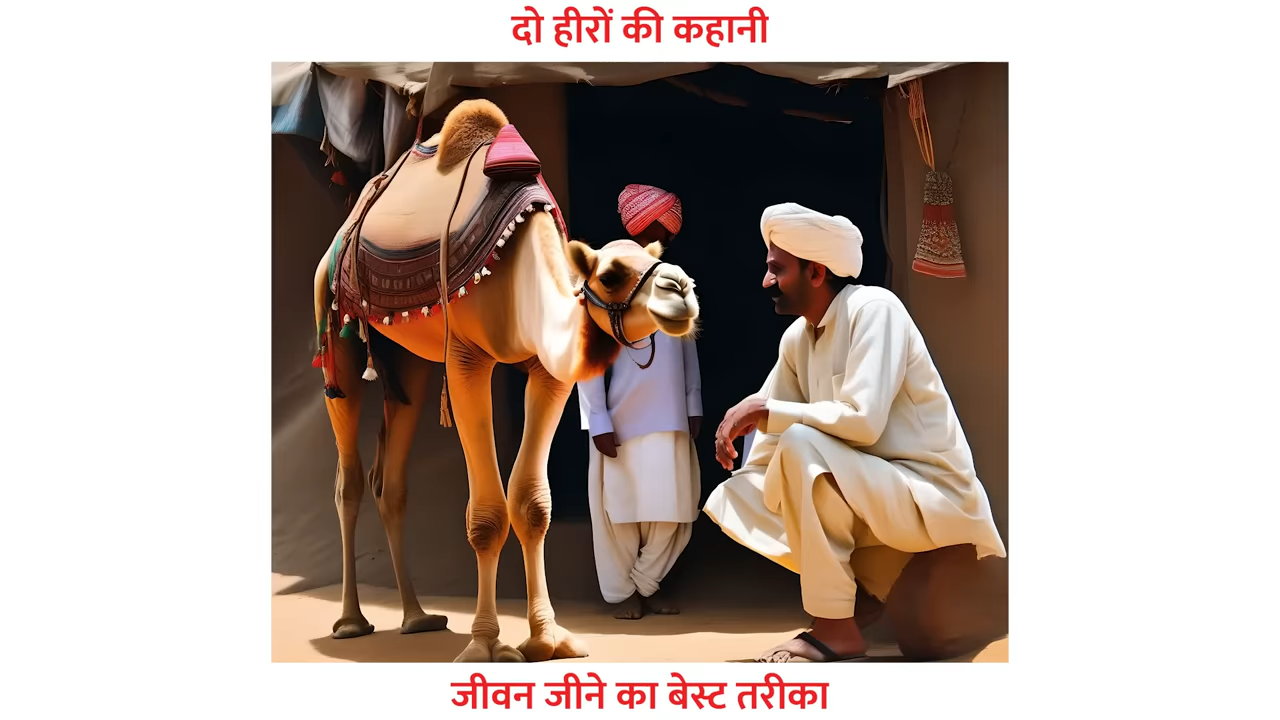 दो हीरों की कहानी
जीवन जीने का बेस्ट तरीका